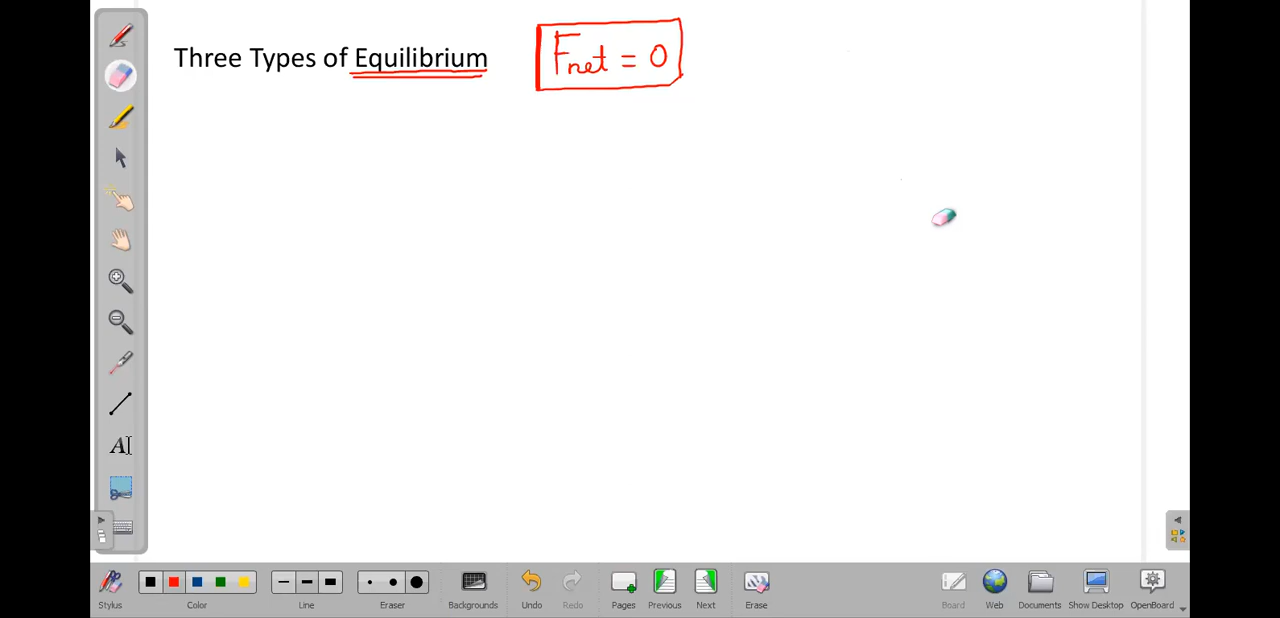 Three Types of Equilibrium
Fnet = 0
A
Stylus
Color
Line
Eraser
Backgrounds
Undo
Redo
Pages
Previous
Next
Erase
Board
Web
Documents
Show Desktop
OpenBoard